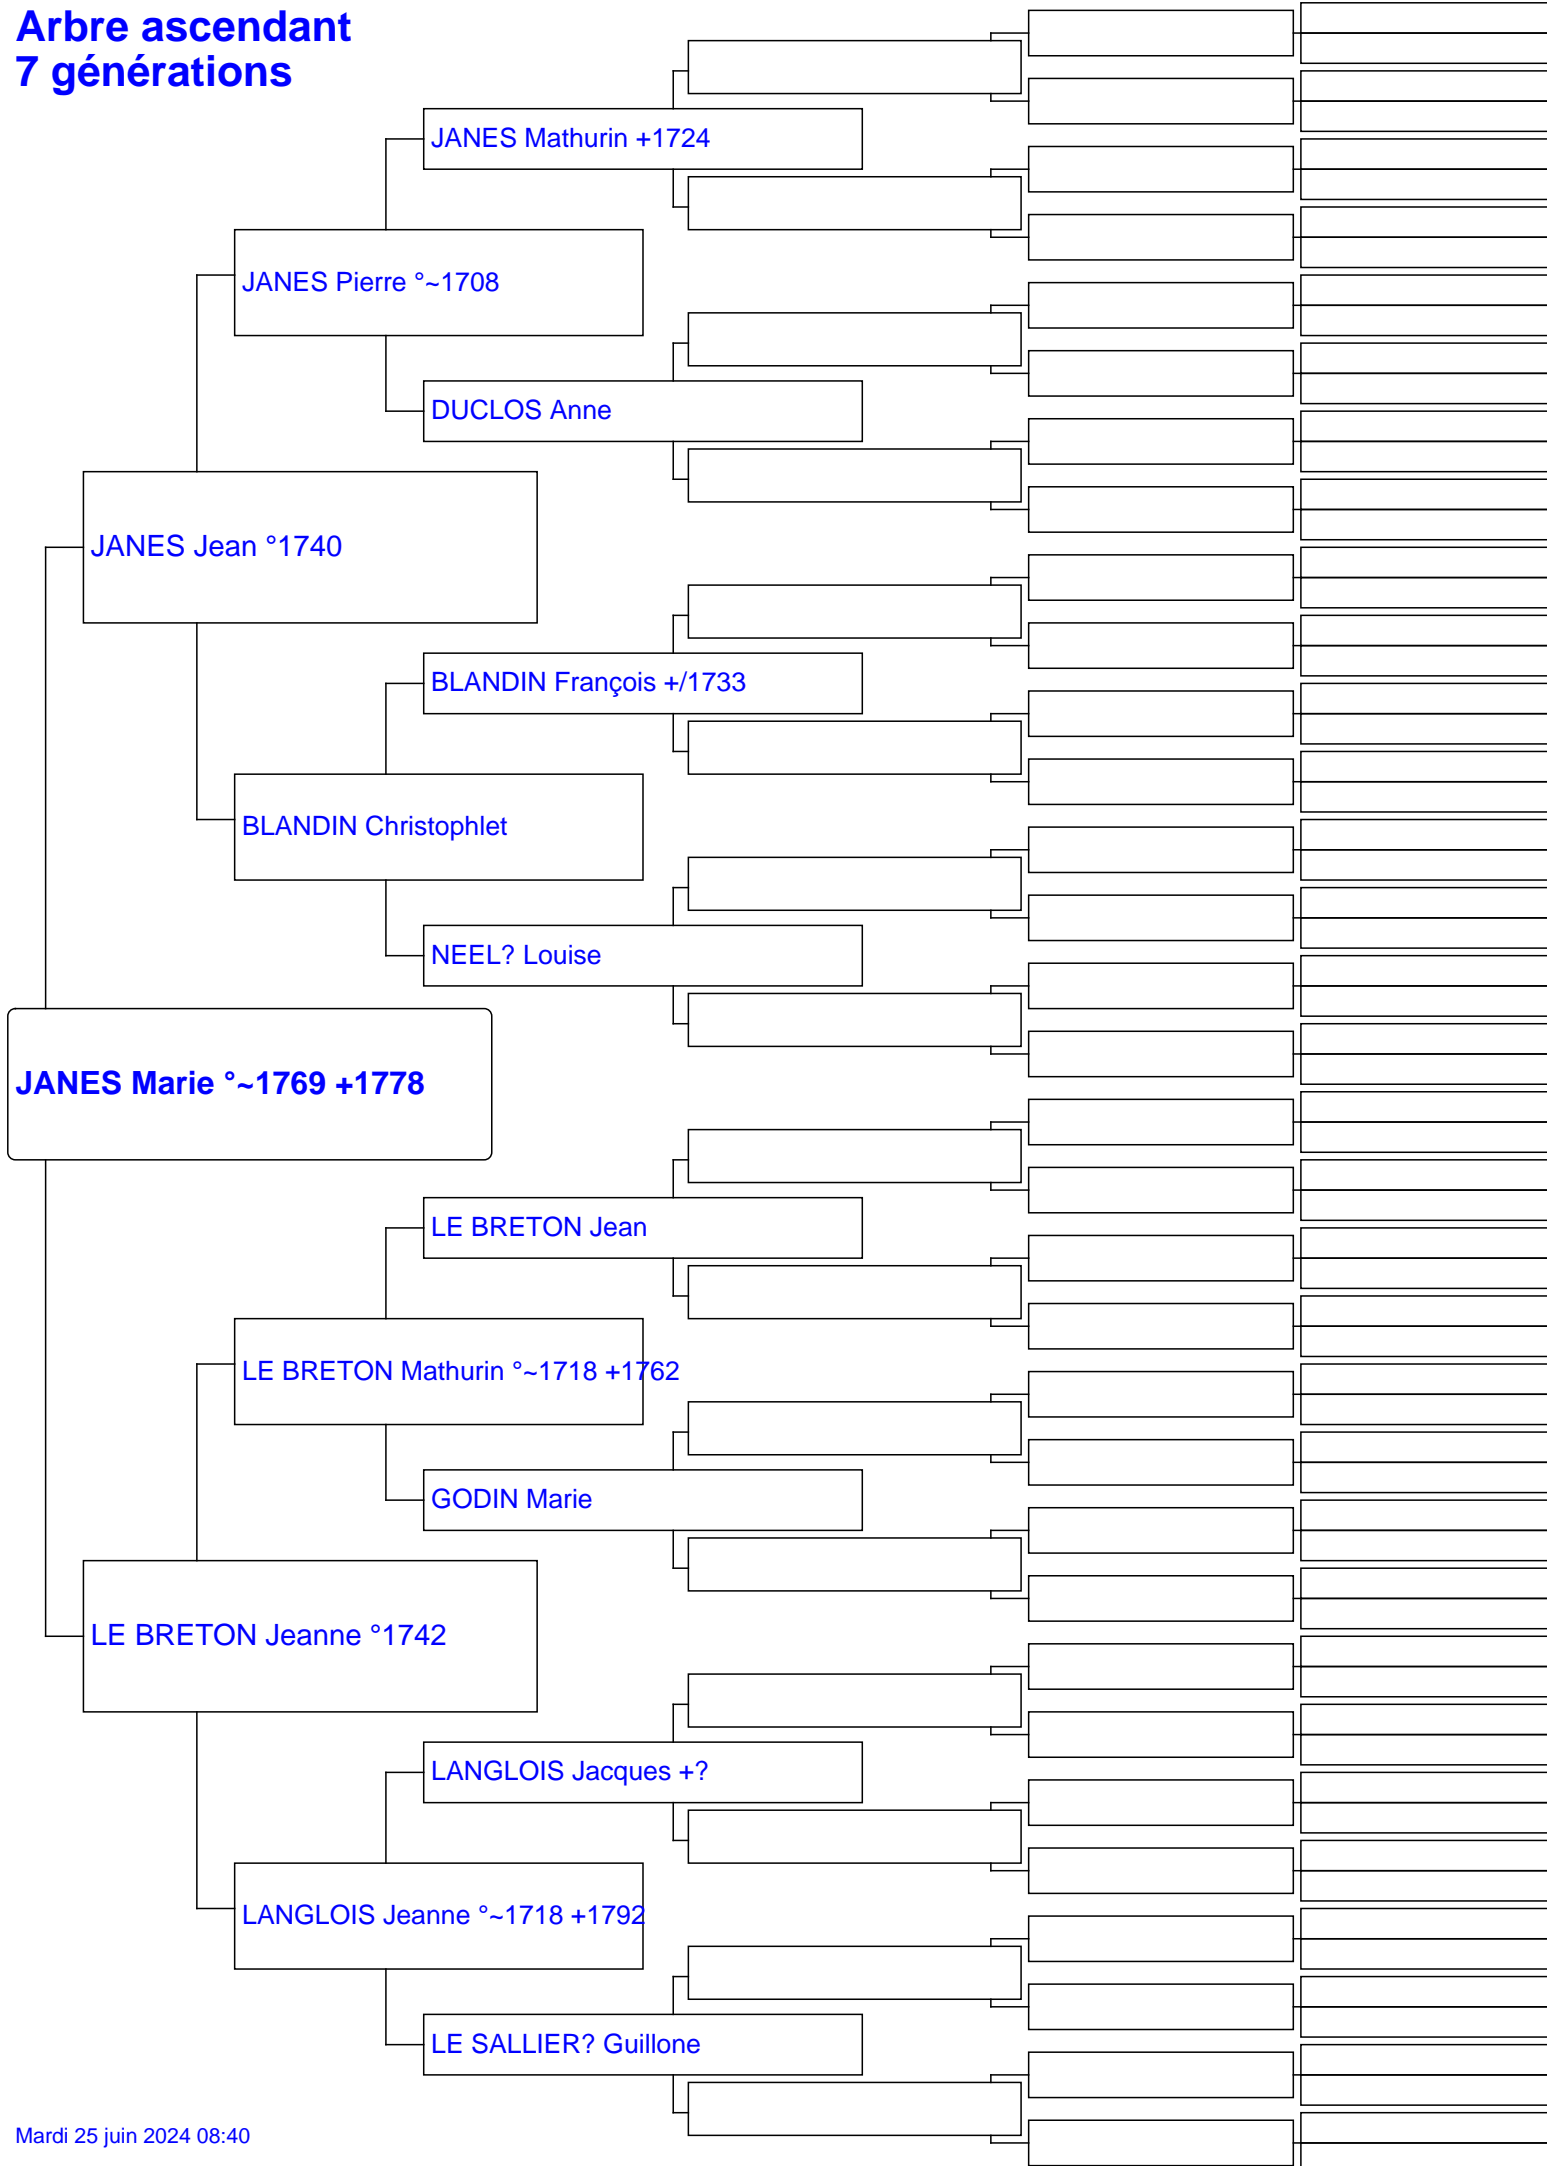 Arbre ascendant
7 générations
JANES Mathurin +1724
JANES Pierre °~1708
DUCLOS Anne
JANES Jean °1740
BLANDIN François +/1733
BLANDIN Christophlet
NEEL? Louise
JANES Marie °~1769 +1778
LE BRETON Jean
LE BRETON Mathurin °~1718 +1762
GODIN Marie
LE BRETON Jeanne °1742
LANGLOIS Jacques +?
LANGLOIS Jeanne °~1718 +1792
LE SALLIER? Guillone
Mardi 25 juin 2024 08:40